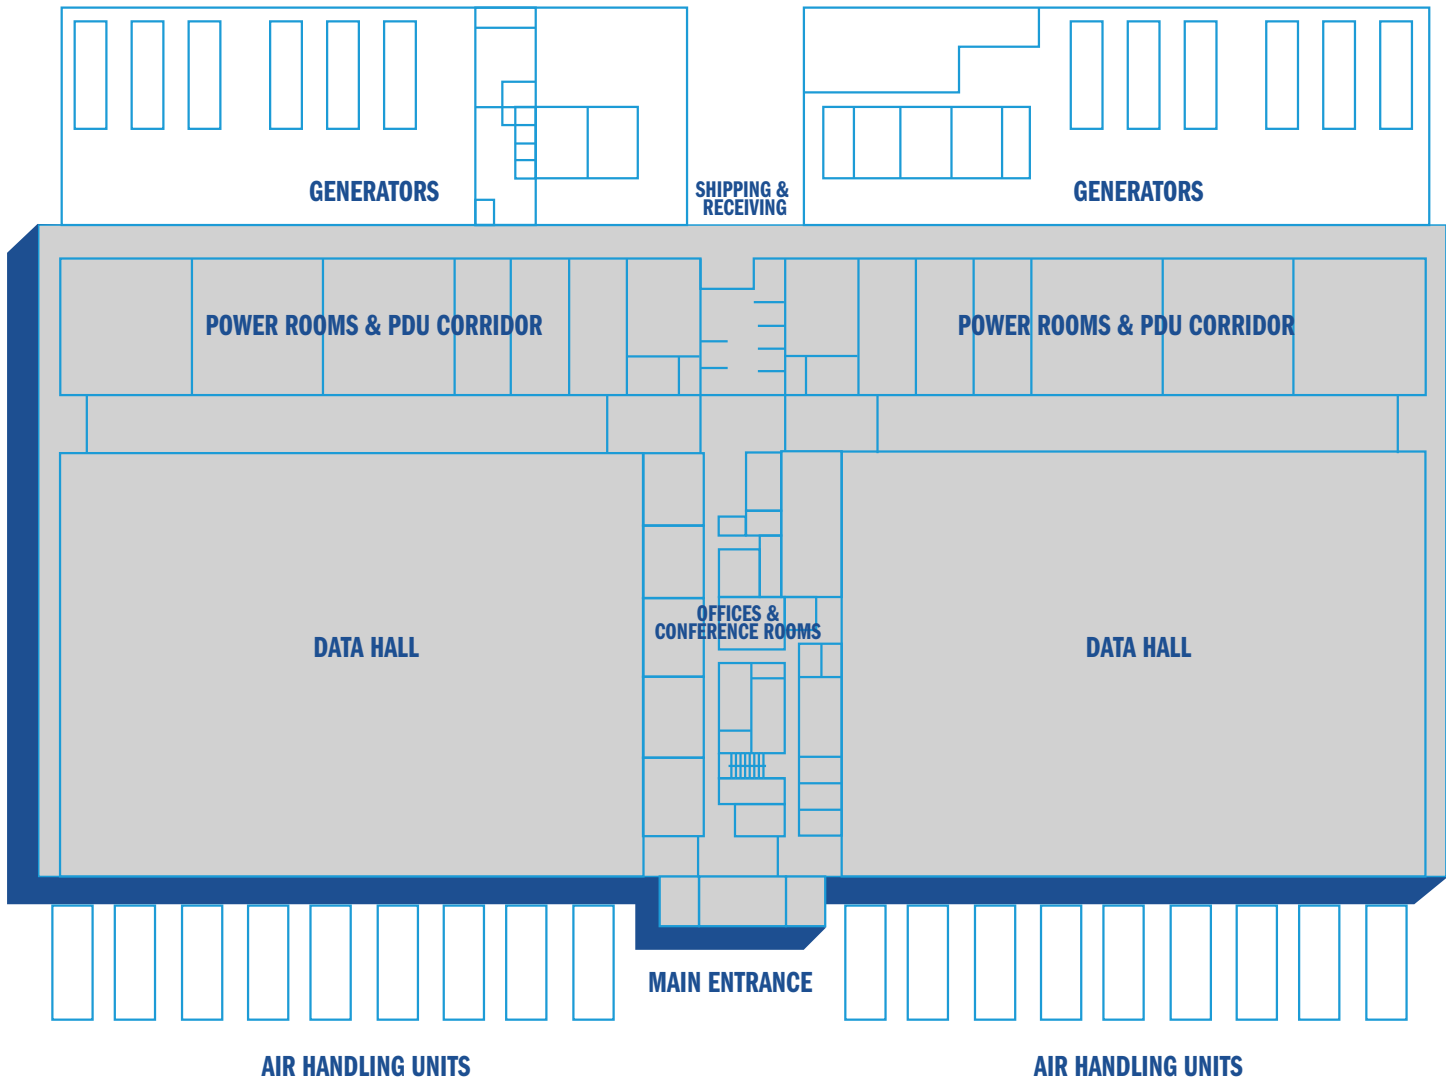 GENERATORS
SHIPPING &
RECEIVING
GENERATORS
POWER ROOMS & PDU CORRIDOR
POWER ROOMS & PDU CORRIDOR
OFFICES &
CONFERENCE ROOMS
DATA HALL
DATA HALL
MAIN ENTRANCE
AIR HANDLING UNITS
AIR HANDLING UNITS